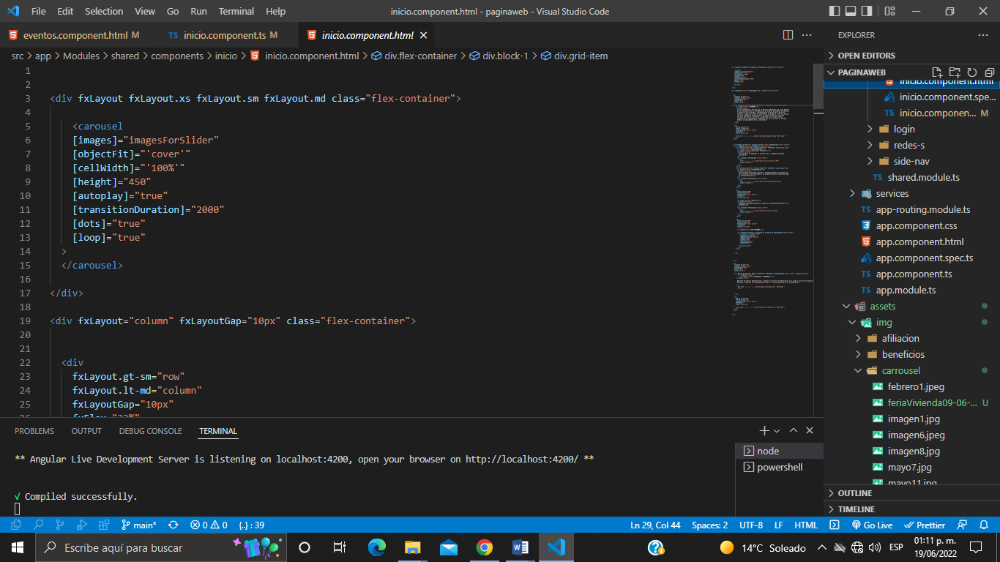 File Edit Selection View Go Run Terminal Help
inicio.component.html - paginaweb - Visual Studio Code
eventos.component.html M
TS inicio.component.ts M
inicio.component.html
src > app > Modules > shared > components > inicio > inicio.component.html > div.flex-container > div.block-1 > div.grid-item
1
2
3 <div fxLayout fxLayout.xs fxLayout.sm fxLayout.md class="flex-container">
4
5 <carousel
6 [images]="imagesForSlider"
7 [objectFit]="'cover'"
8 [cellWidth]="'100%'"
9 [height]="450"
10 [autoplay]="true"
11 [transitionDuration]="2000"
12 [dots]="true"
13 [loop]="true"
14 >
15 </carousel>
16
17 </div>
18
19 <div fxLayout="column" fxLayoutGap="10px" class="flex-container">
20
21
22 <div
23 fxLayout.gt-sm="row"
24 fxLayout.lt-md="column"
25 fxLayoutGap="10px"
EXPLORER
OPEN EDITORS
PAGINAWEB
inicio.component.html
inicio.component.spe...
TS inicio.componen... M
login
redes-s
side-nav
TS shared.module.ts
services
TS app-routing.module.ts
app.component.css
app.component.html
app.component.spec.ts
TS app.component.ts
TS app.module.ts
assets
img
afiliacion
beneficios
carrousel
febrero1.jpeg
feriaVivienda09-06-... U
imagen1.jpg
imagen6.jpeg
imagen8.jpg
mayo7.jpg
mayo11.jpg
OUTLINE
TIMELINE
PROBLEMS OUTPUT DEBUG CONSOLE TERMINAL
** Angular Live Development Server is listening on localhost:4200, open your browser on http://localhost:4200/ **
√ Compiled successfully.
node
powershell
main* 0 0 {..} : 39
Ln 29, Col 44 Spaces: 2 UTF-8 LF HTML Go Live Prettier
Escribe aquí para buscar
14°C Soleado
ESP
01:11 p. m.
19/06/2022